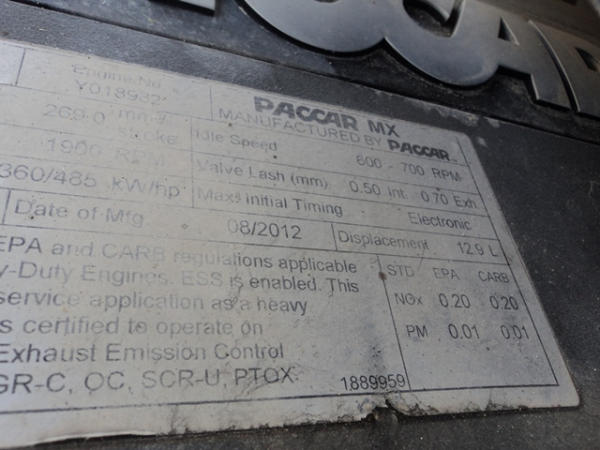 PACCAR MX
MANUFACTURED BY PACCAR
Engine No.
Y018932
269.0 mm³/
stroke
Idle Speed 600 - 700 RPM
1900 RPM
Valve Lash (mm) 0.50 Int. 0.70 Exh
360/485 kW/hp
Max. Initial Timing Electronic
Date of Mfg 08/2012 Displacement 12.9 L
EPA and CARB regulations applicable
y-Duty Engines. ESS is enabled. This
service application as a heavy
s certified to operate on
Exhaust Emission Control
GR-C, OC, SCR-U, PTOX
STD EPA CARB
NOx 0.20 0.20
PM 0.01 0.01
1889959